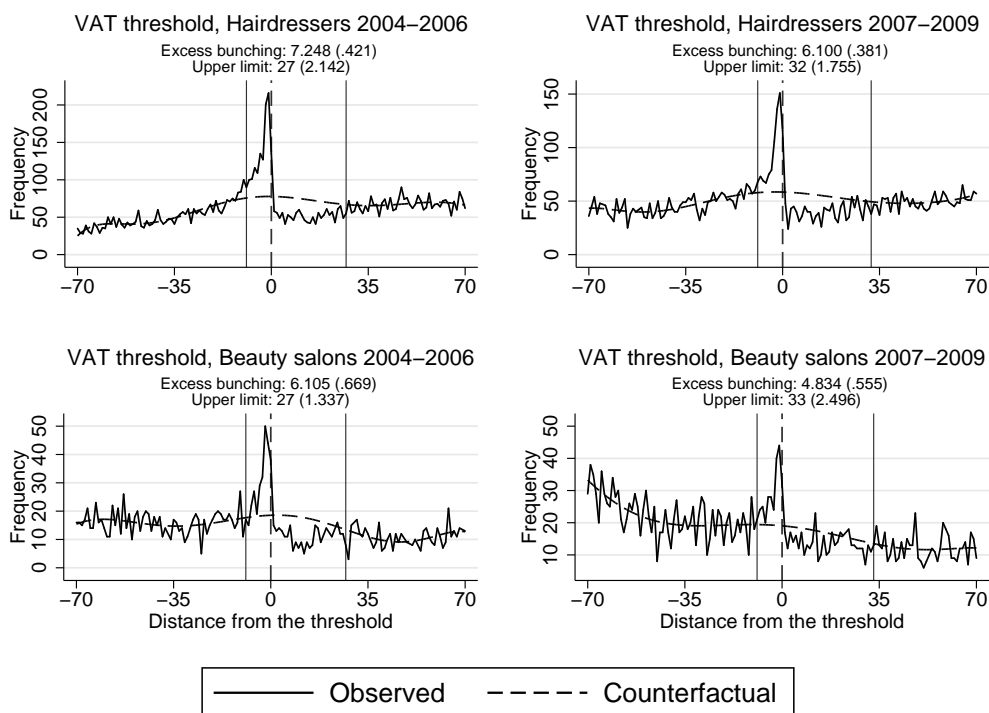 VAT threshold, Hairdressers 2004−2006
Excess bunching: 7.248 (.421)
Upper limit: 27 (2.142)
Frequency
0 50 100 150 200
−70 −35 0 35 70
VAT threshold, Hairdressers 2007−2009
Excess bunching: 6.100 (.381)
Upper limit: 32 (1.755)
Frequency
0 50 100 150
−70 −35 0 35 70
VAT threshold, Beauty salons 2004−2006
Excess bunching: 6.105 (.669)
Upper limit: 27 (1.337)
Frequency
0 10 20 30 40 50
−70 −35 0 35 70
Distance from the threshold
VAT threshold, Beauty salons 2007−2009
Excess bunching: 4.834 (.555)
Upper limit: 33 (2.496)
Frequency
10 20 30 40 50
−70 −35 0 35 70
Distance from the threshold
Observed Counterfactual